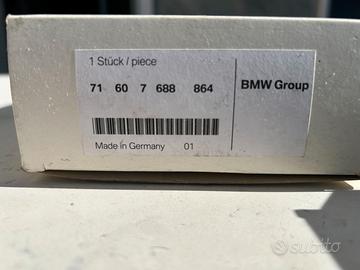 1 Stück / piece
71 60 7 688 864
BMW Group
Made in Germany 01
subito